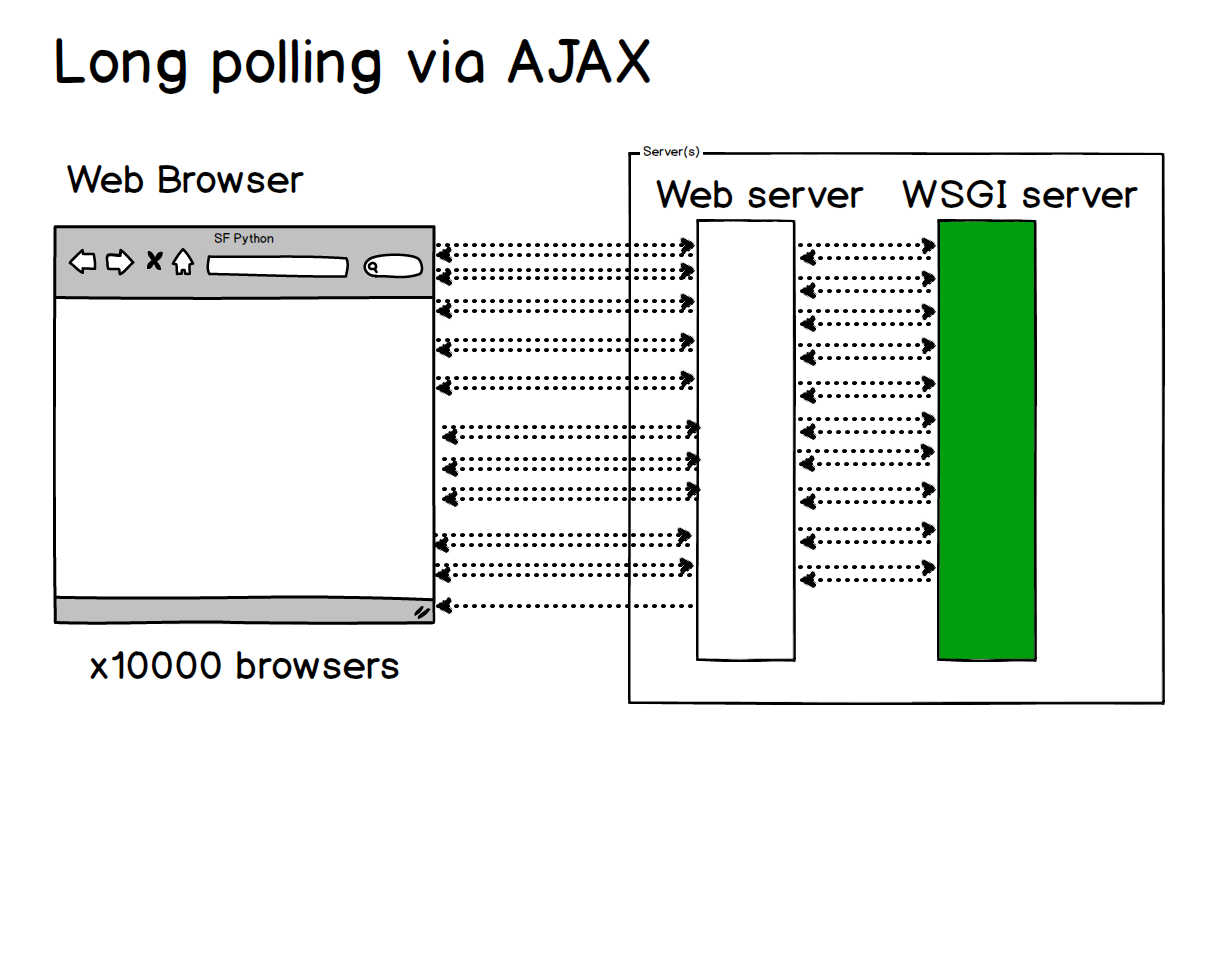 Long polling via AJAX
Server(s)
Web Browser
Web server
WSGI server
SF Python
x10000 browsers